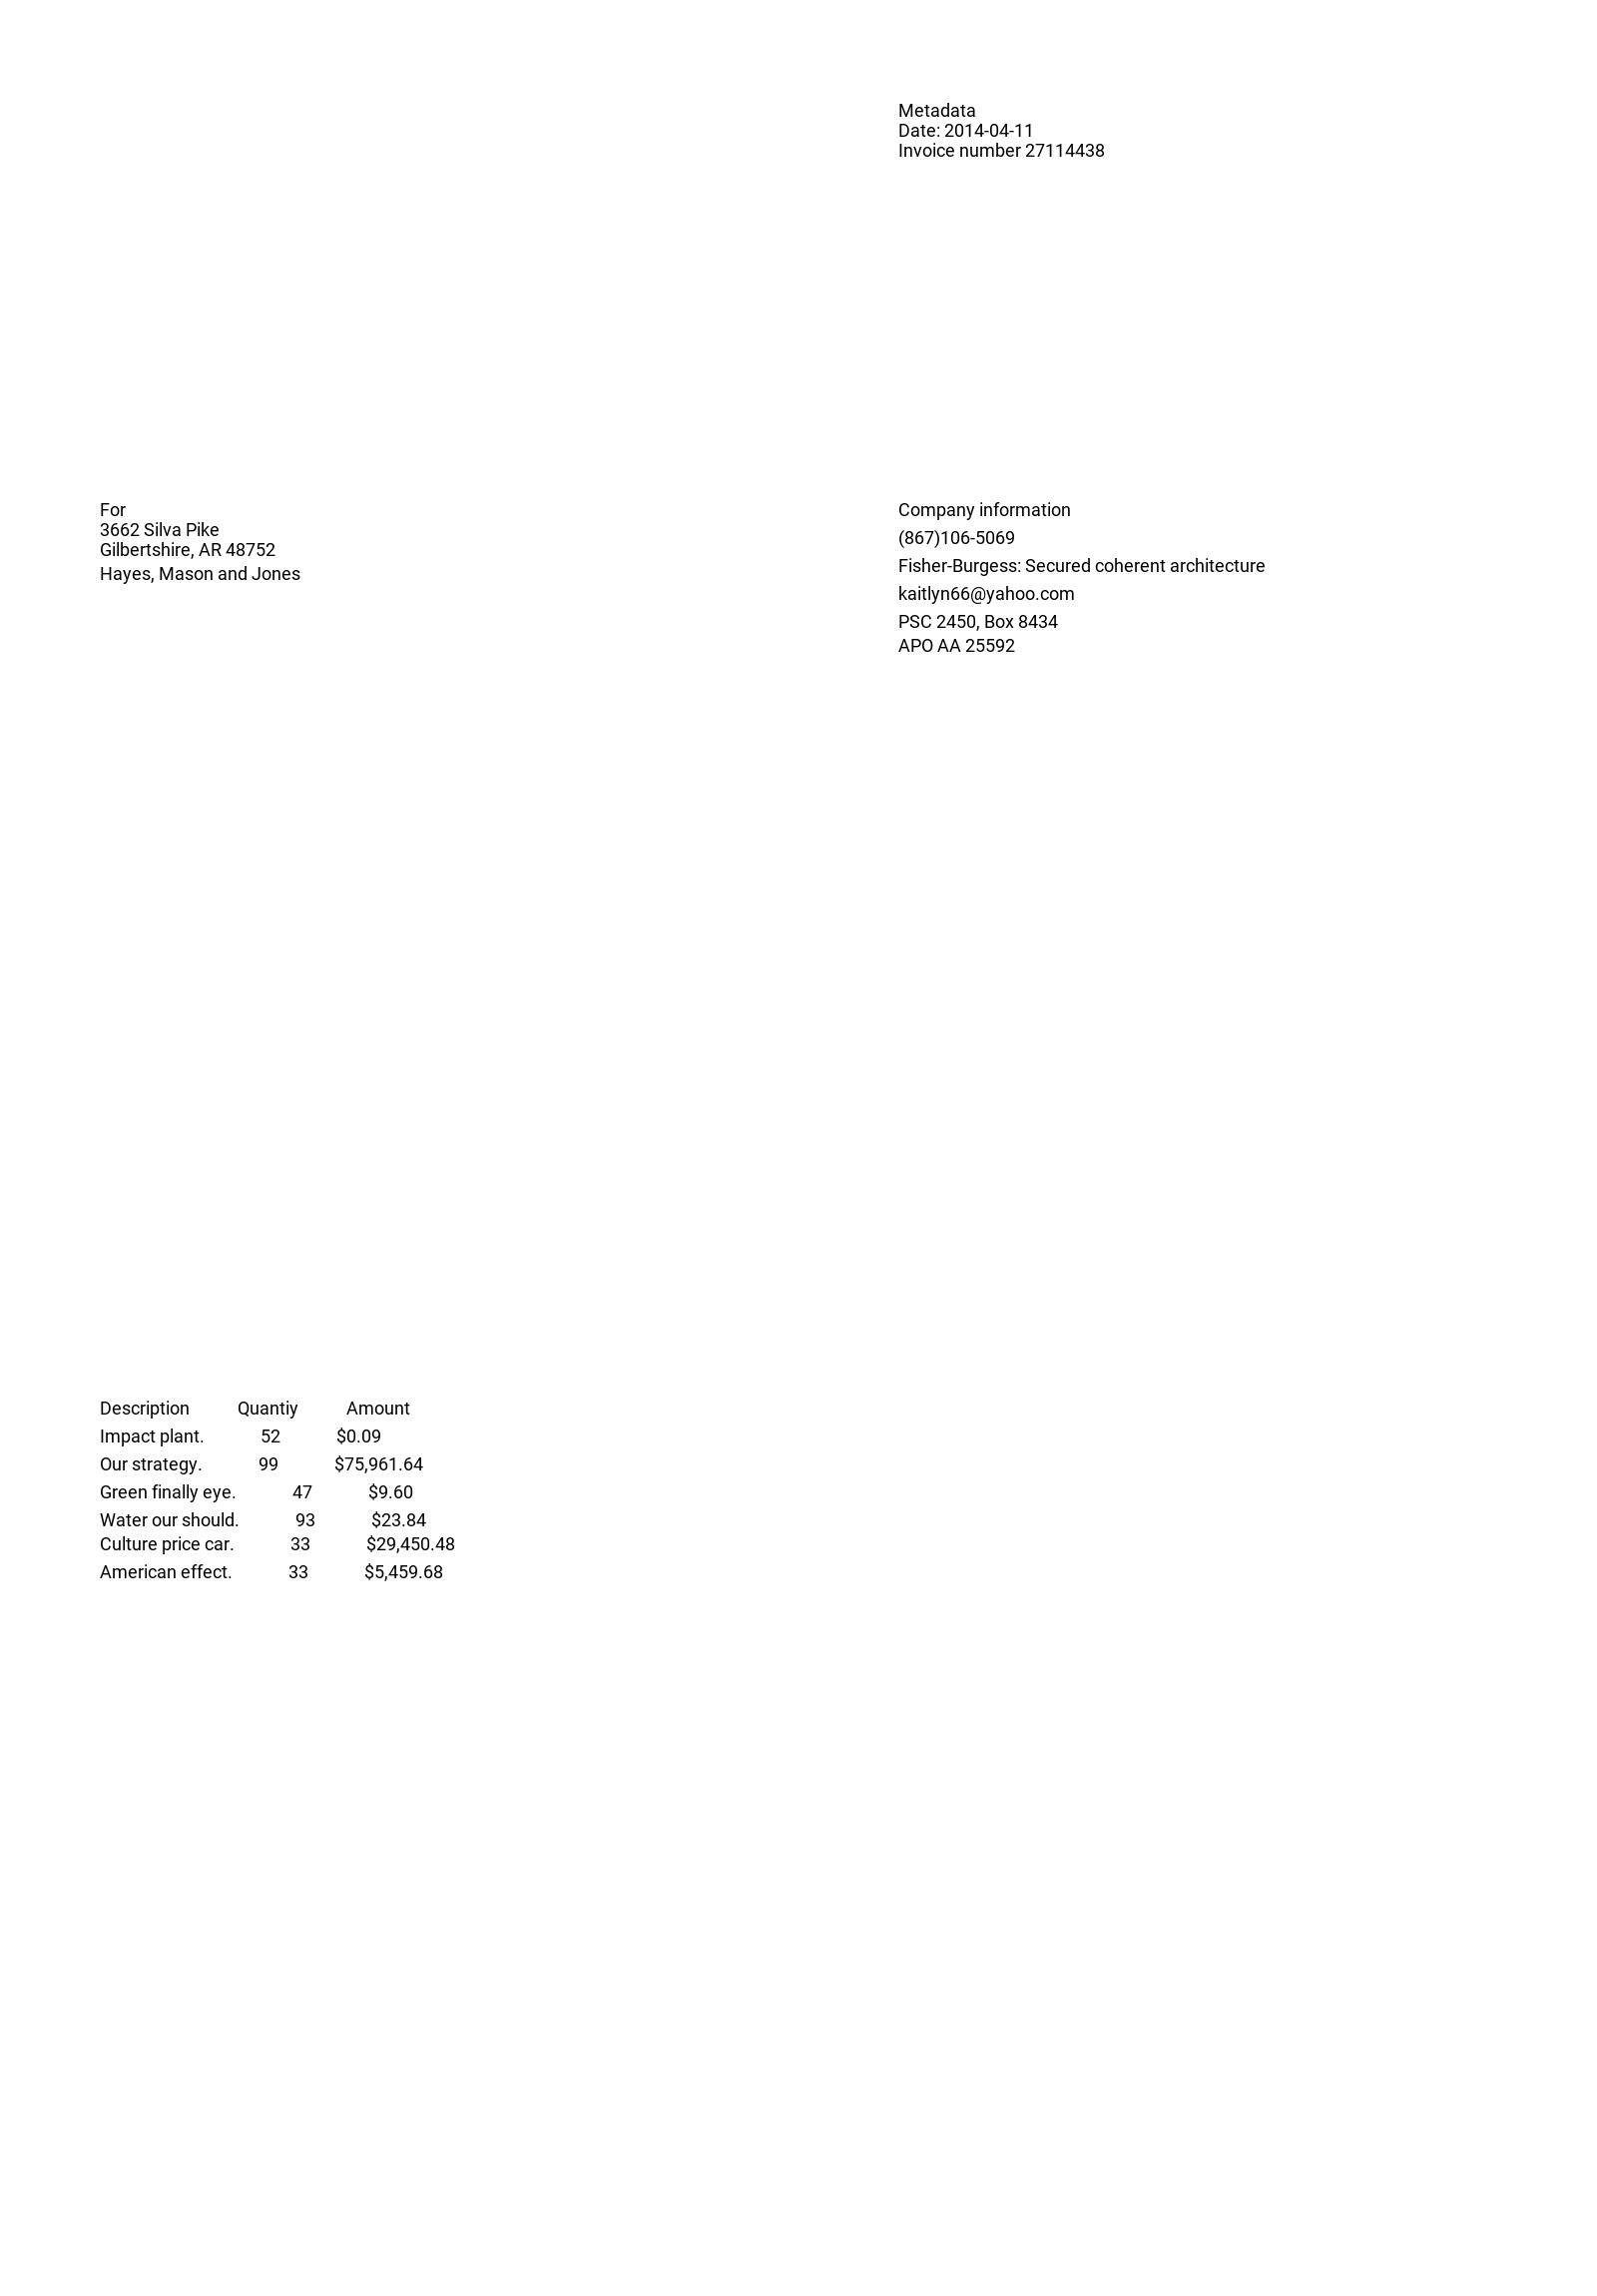 Metadata
Date: 2014-04-11
Invoice number 27114438
For
3662 Silva Pike
Gilbertshire, AR 48752
Hayes, Mason and Jones
Company information
(867)106-5069
Fisher-Burgess: Secured coherent architecture
kaitlyn66@yahoo.com
PSC 2450, Box 8434
APO AA 25592
Description Quantiy Amount
Impact plant. 52 $0.09
Our strategy. 99 $75,961.64
Green finally eye. 47 $9.60
Water our should. 93 $23.84
Culture price car. 33 $29,450.48
American effect. 33 $5,459.68